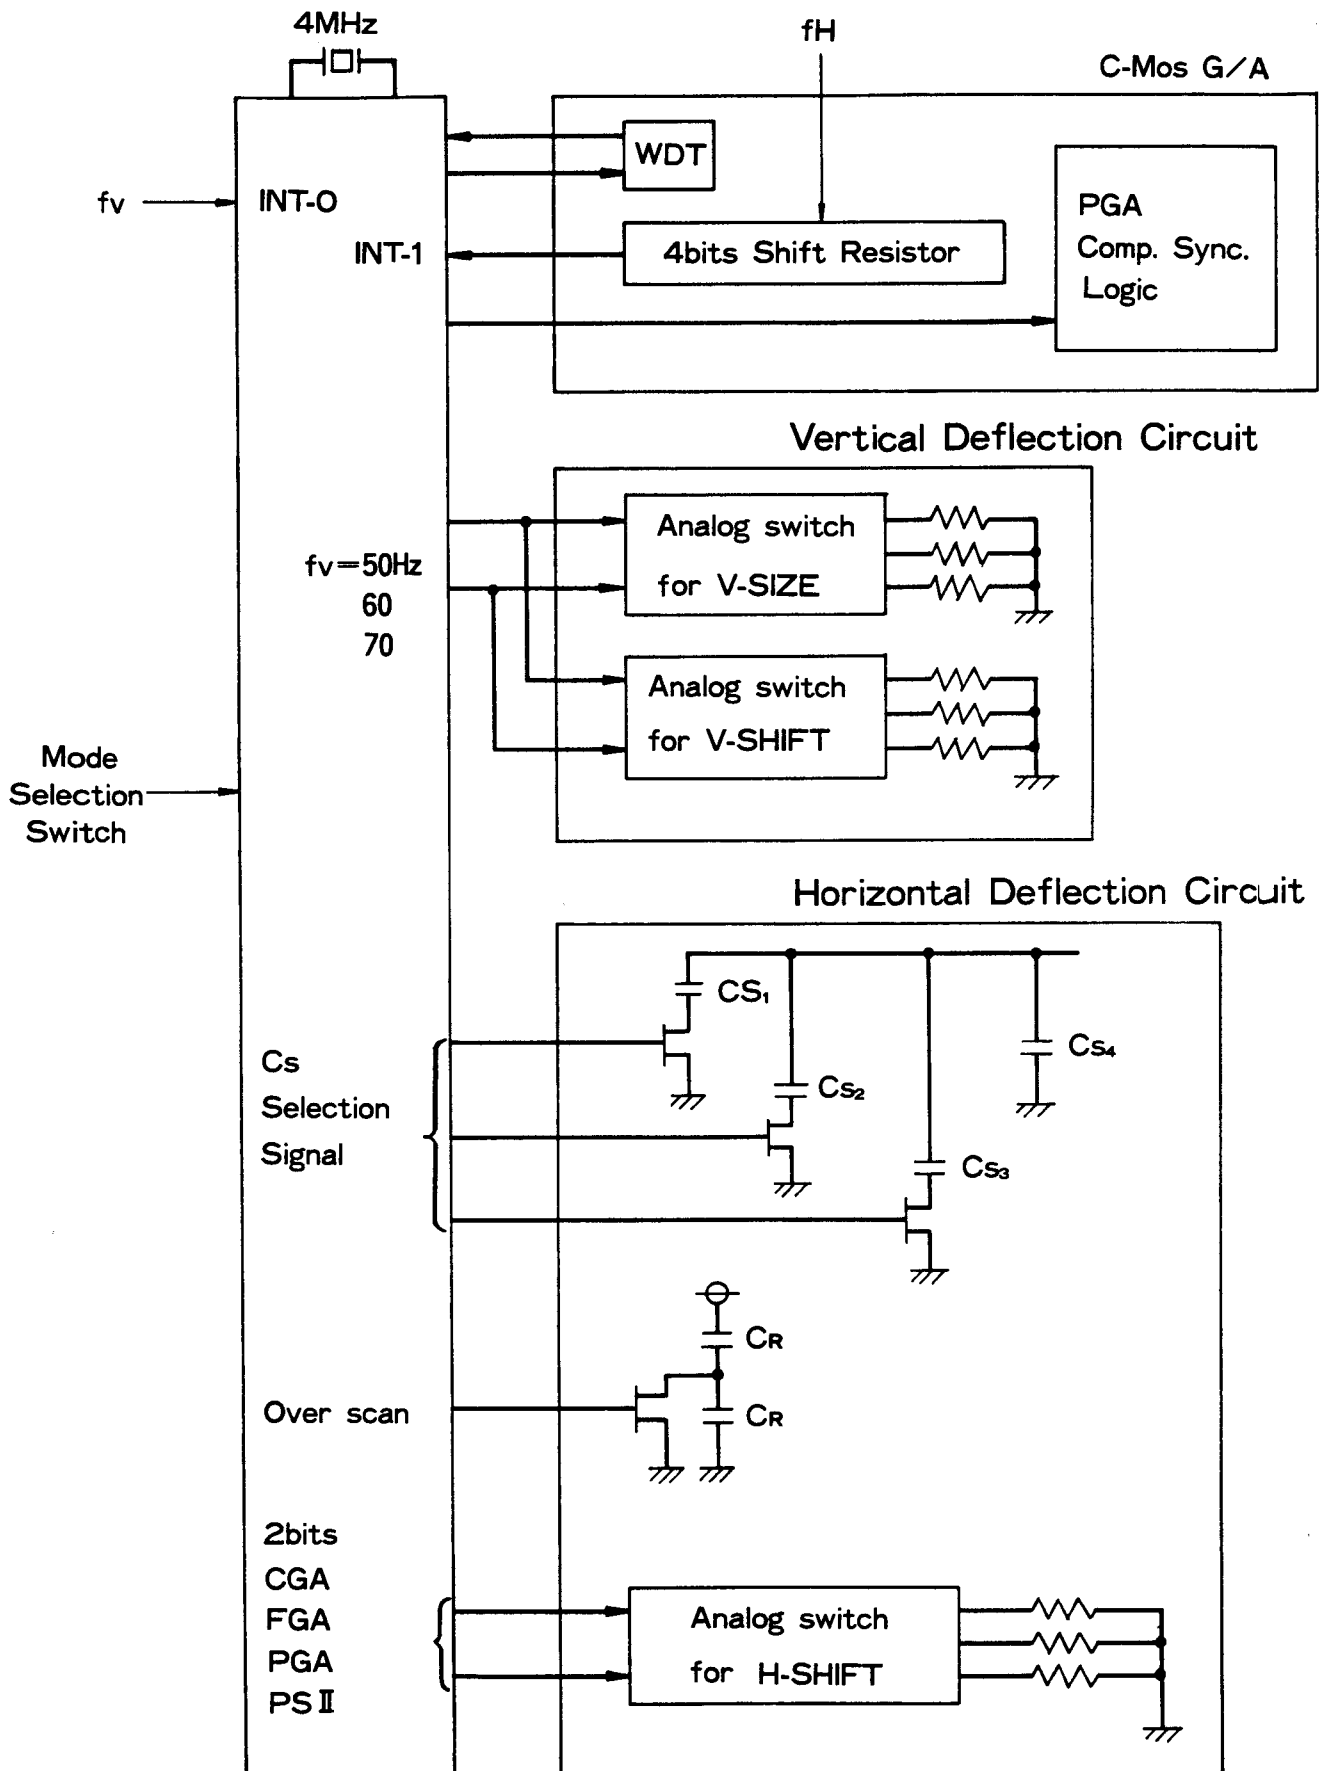 4MHz
fH
C-Mos G/A
WDT
fv
INT-0
INT-1
4bits Shift Resistor
PGA
Comp. Sync.
Logic
Vertical Deflection Circuit
Analog switch
for V-SIZE
fv=50Hz
60
70
Analog switch
for V-SHIFT
Mode
Selection
Switch
Horizontal Deflection Circuit
CS₁
Cs₂
Cs₃
Cs₄
Cs
Selection
Signal
CR
CR
Over scan
2bits
CGA
FGA
PGA
PSⅡ
Analog switch
for H-SHIFT